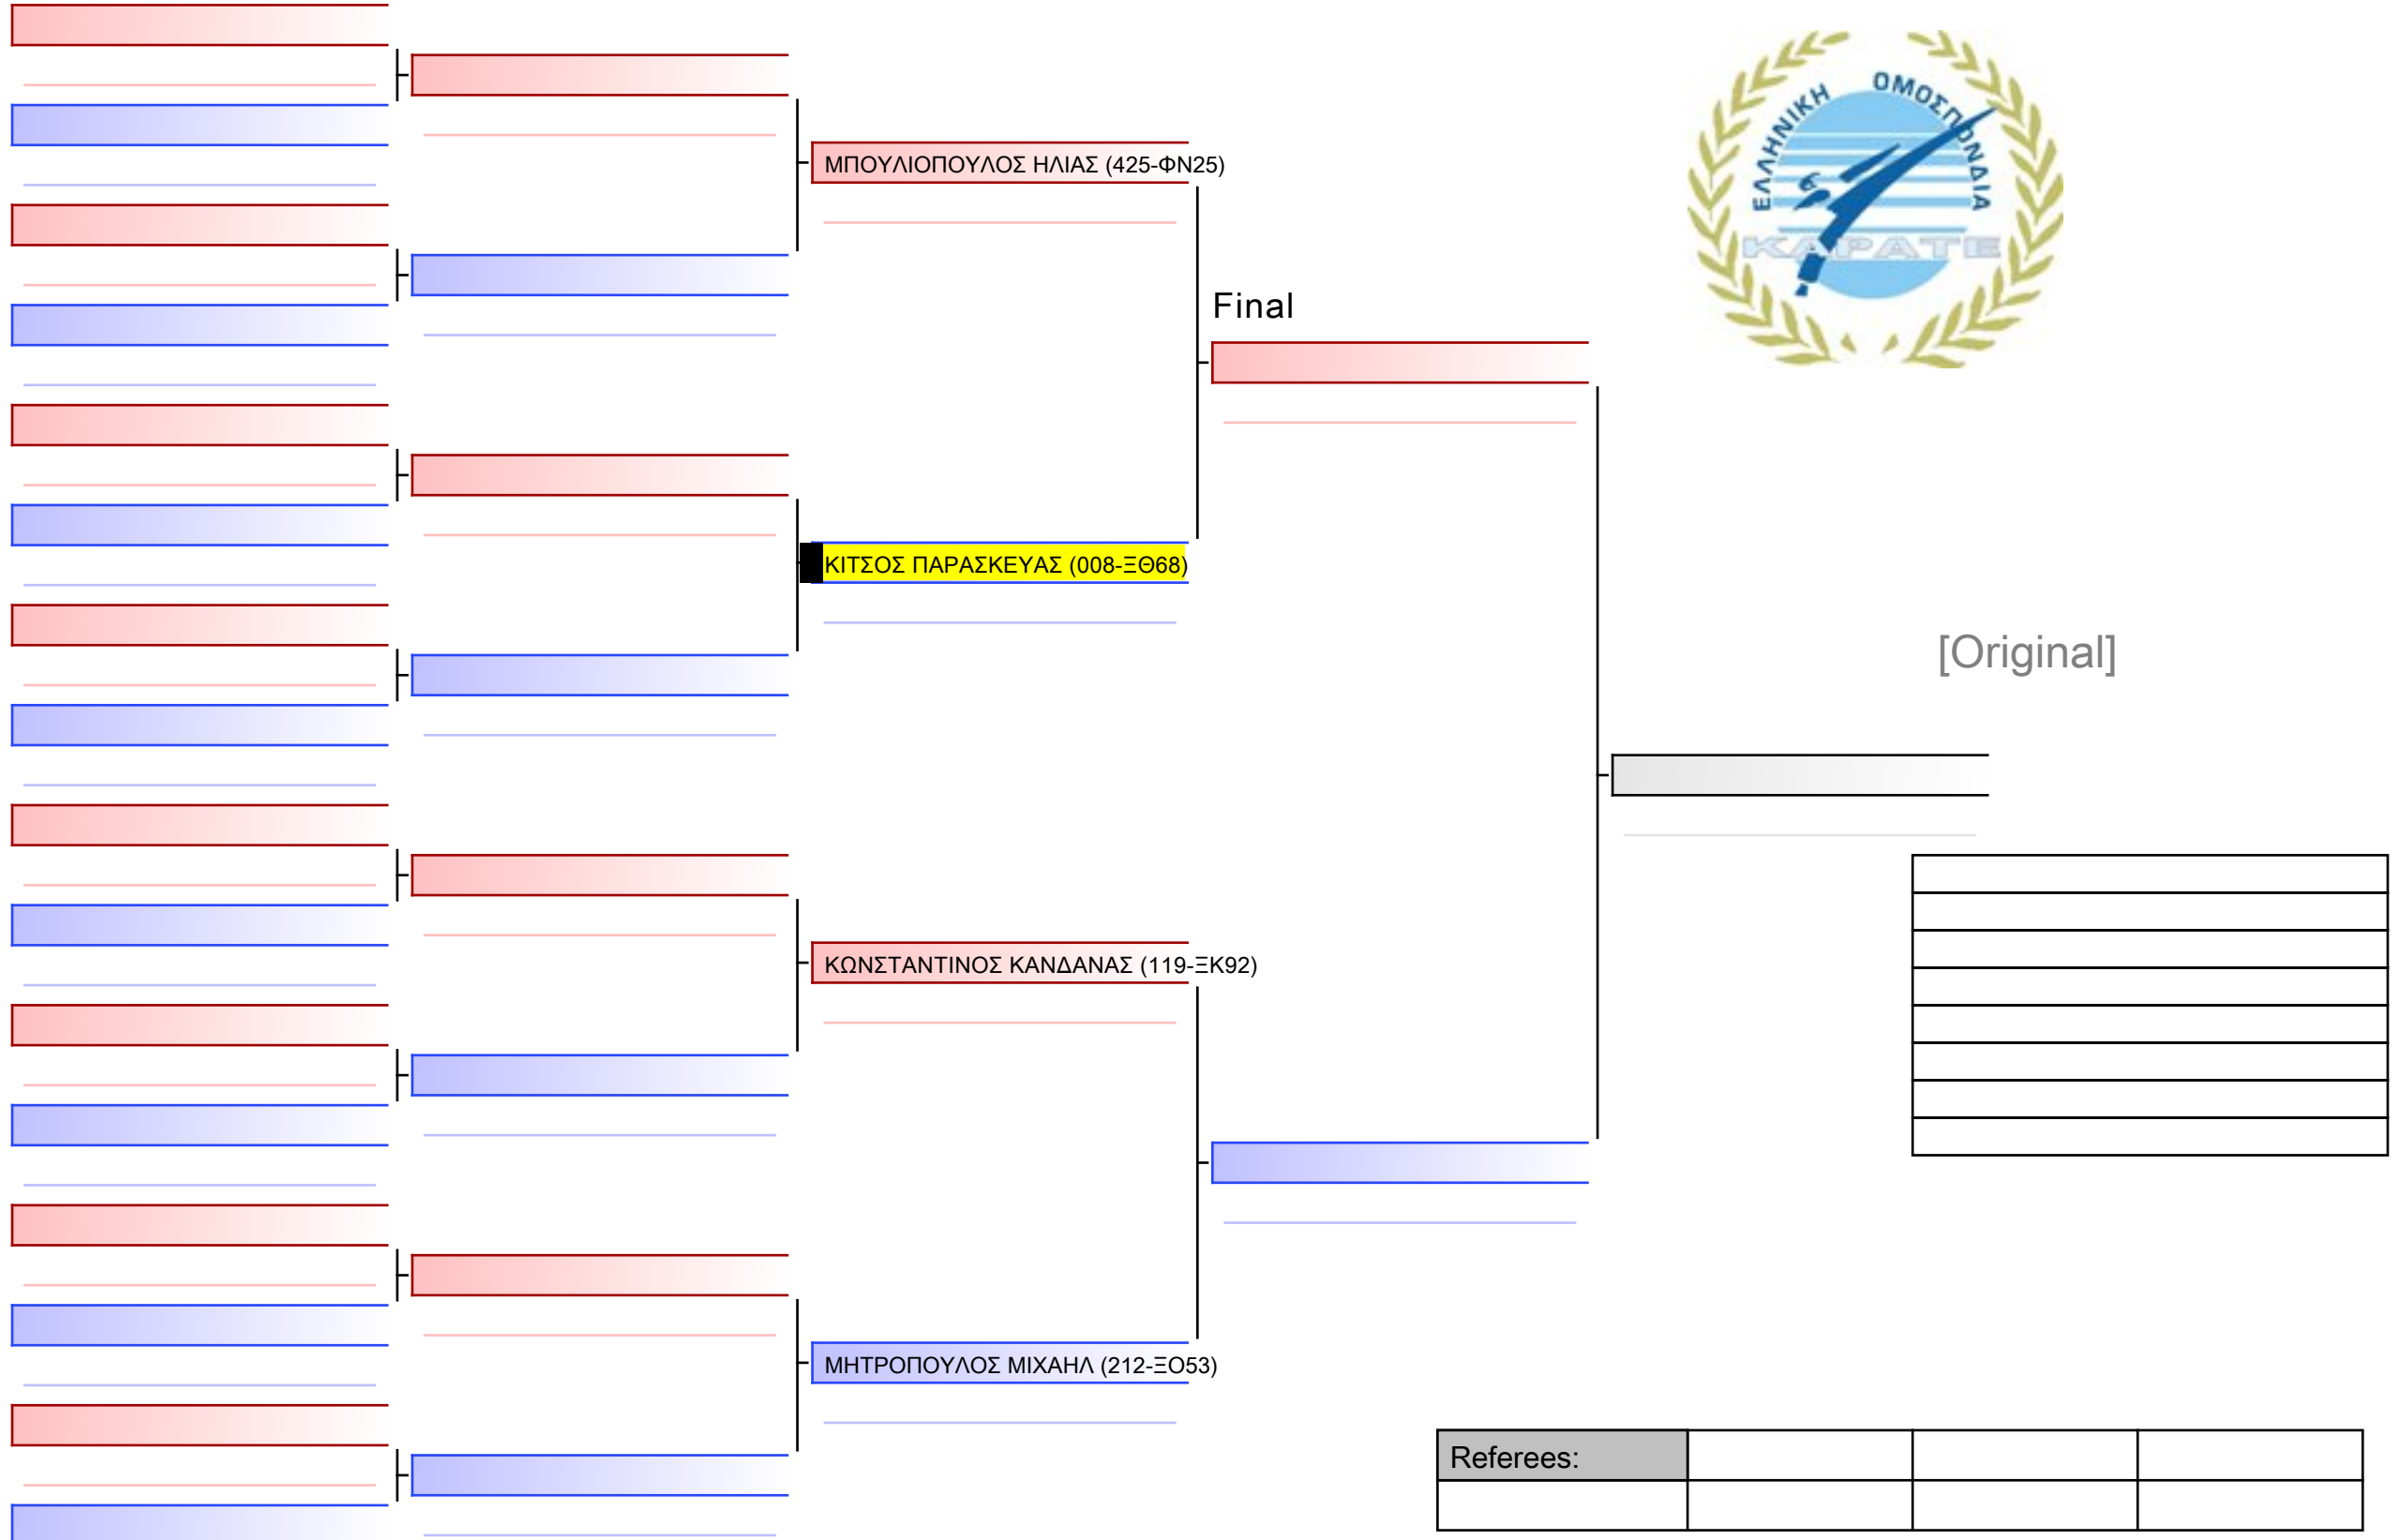 ΕΛΛΗΝΙΚΗ ΟΜΟΣΠΟΝΔΙΑ
ΚΑΡΑΤΕ
ΜΠΟΥΛΙΟΠΟΥΛΟΣ ΗΛΙΑΣ (425-ΦΝ25)
Final
ΚΙΤΣΟΣ ΠΑΡΑΣΚΕΥΑΣ (008-ΞΘ68)
[Original]
ΚΩΝΣΤΑΝΤΙΝΟΣ ΚΑΝΔΑΝΑΣ (119-ΞΚ92)
ΜΗΤΡΟΠΟΥΛΟΣ ΜΙΧΑΗΛ (212-ΞΟ53)
Referees: